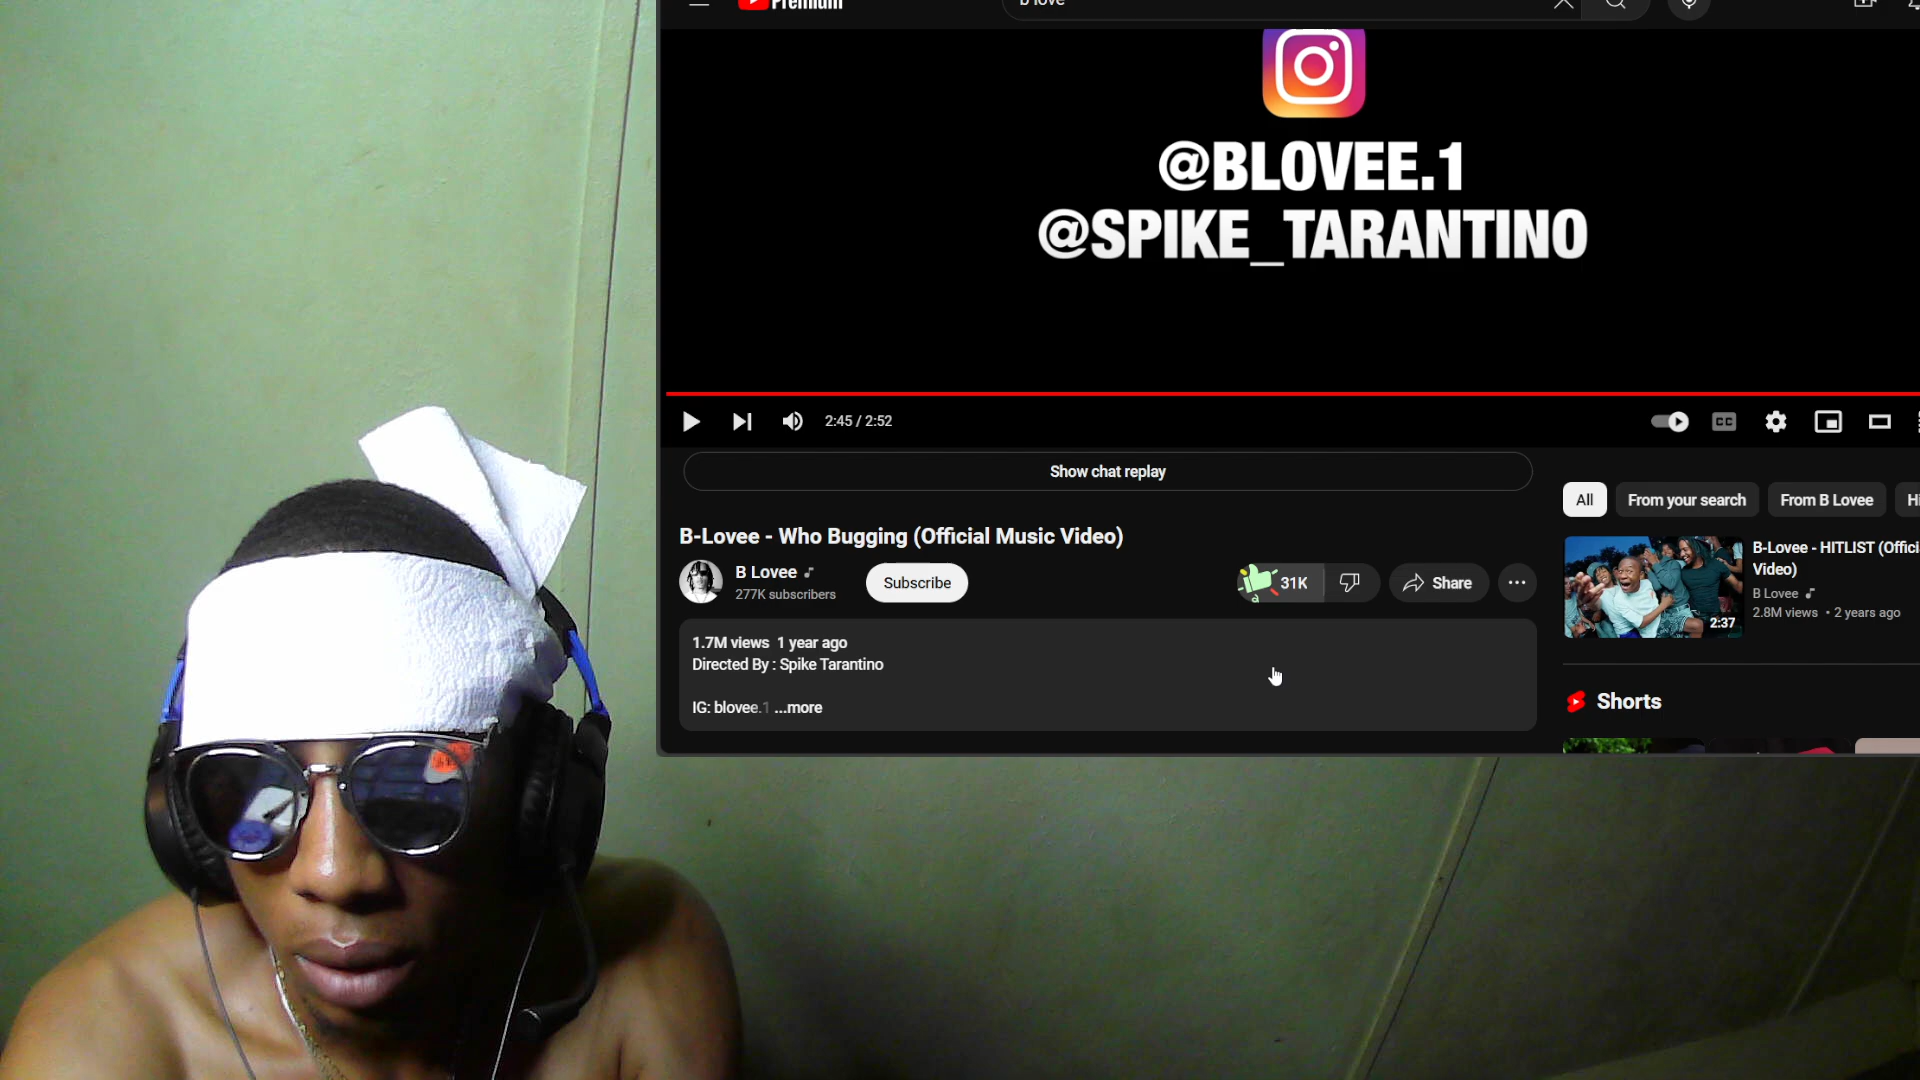 Premium
b love
@BLOVEE.1
@SPIKE_TARANTINO
2:45 / 2:52
CC
Show chat replay
B-Lovee - Who Bugging (Official Music Video)
B Lovee
277K subscribers
Subscribe
31K
Share
1.7M views 1 year ago
Directed By : Spike Tarantino
IG: blovee.1 ...more
All
From your search
From B Lovee
B-Lovee - HITLIST
Video)
B Lovee
2.8M views • 2 years ago
2:37
Shorts